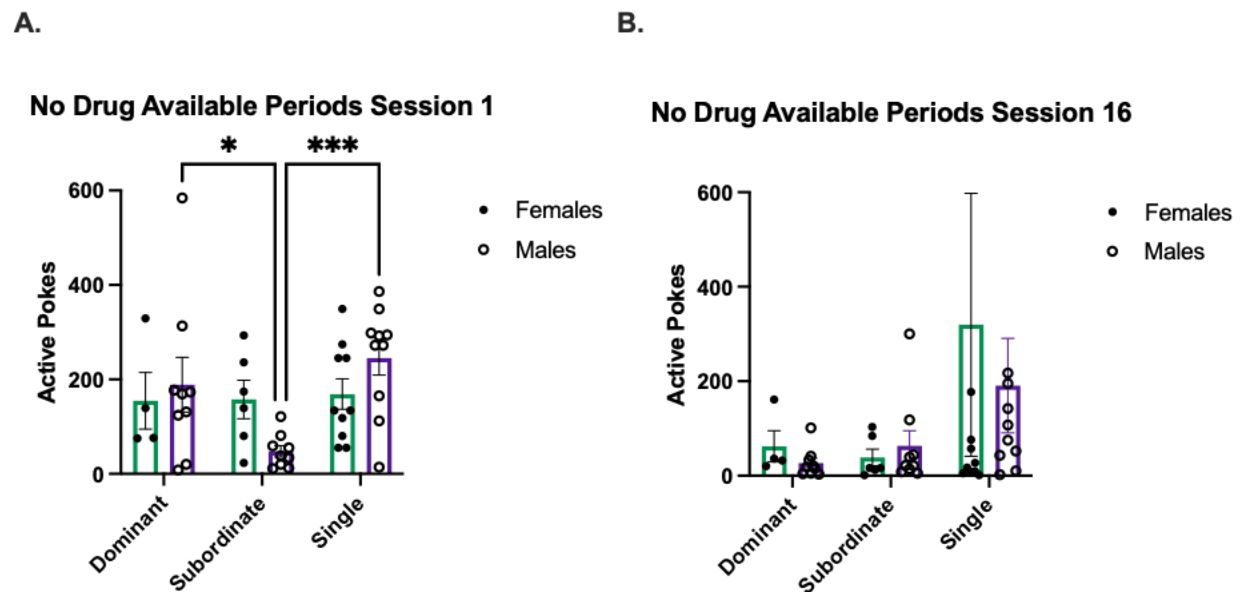 A.
No Drug Available Periods Session 1
*
***
600
400
200
0
Active Pokes
Dominant
Subordinate
Single
Females
Males
B.
No Drug Available Periods Session 16
600
400
200
0
Active Pokes
Dominant
Subordinate
Single
Females
Males